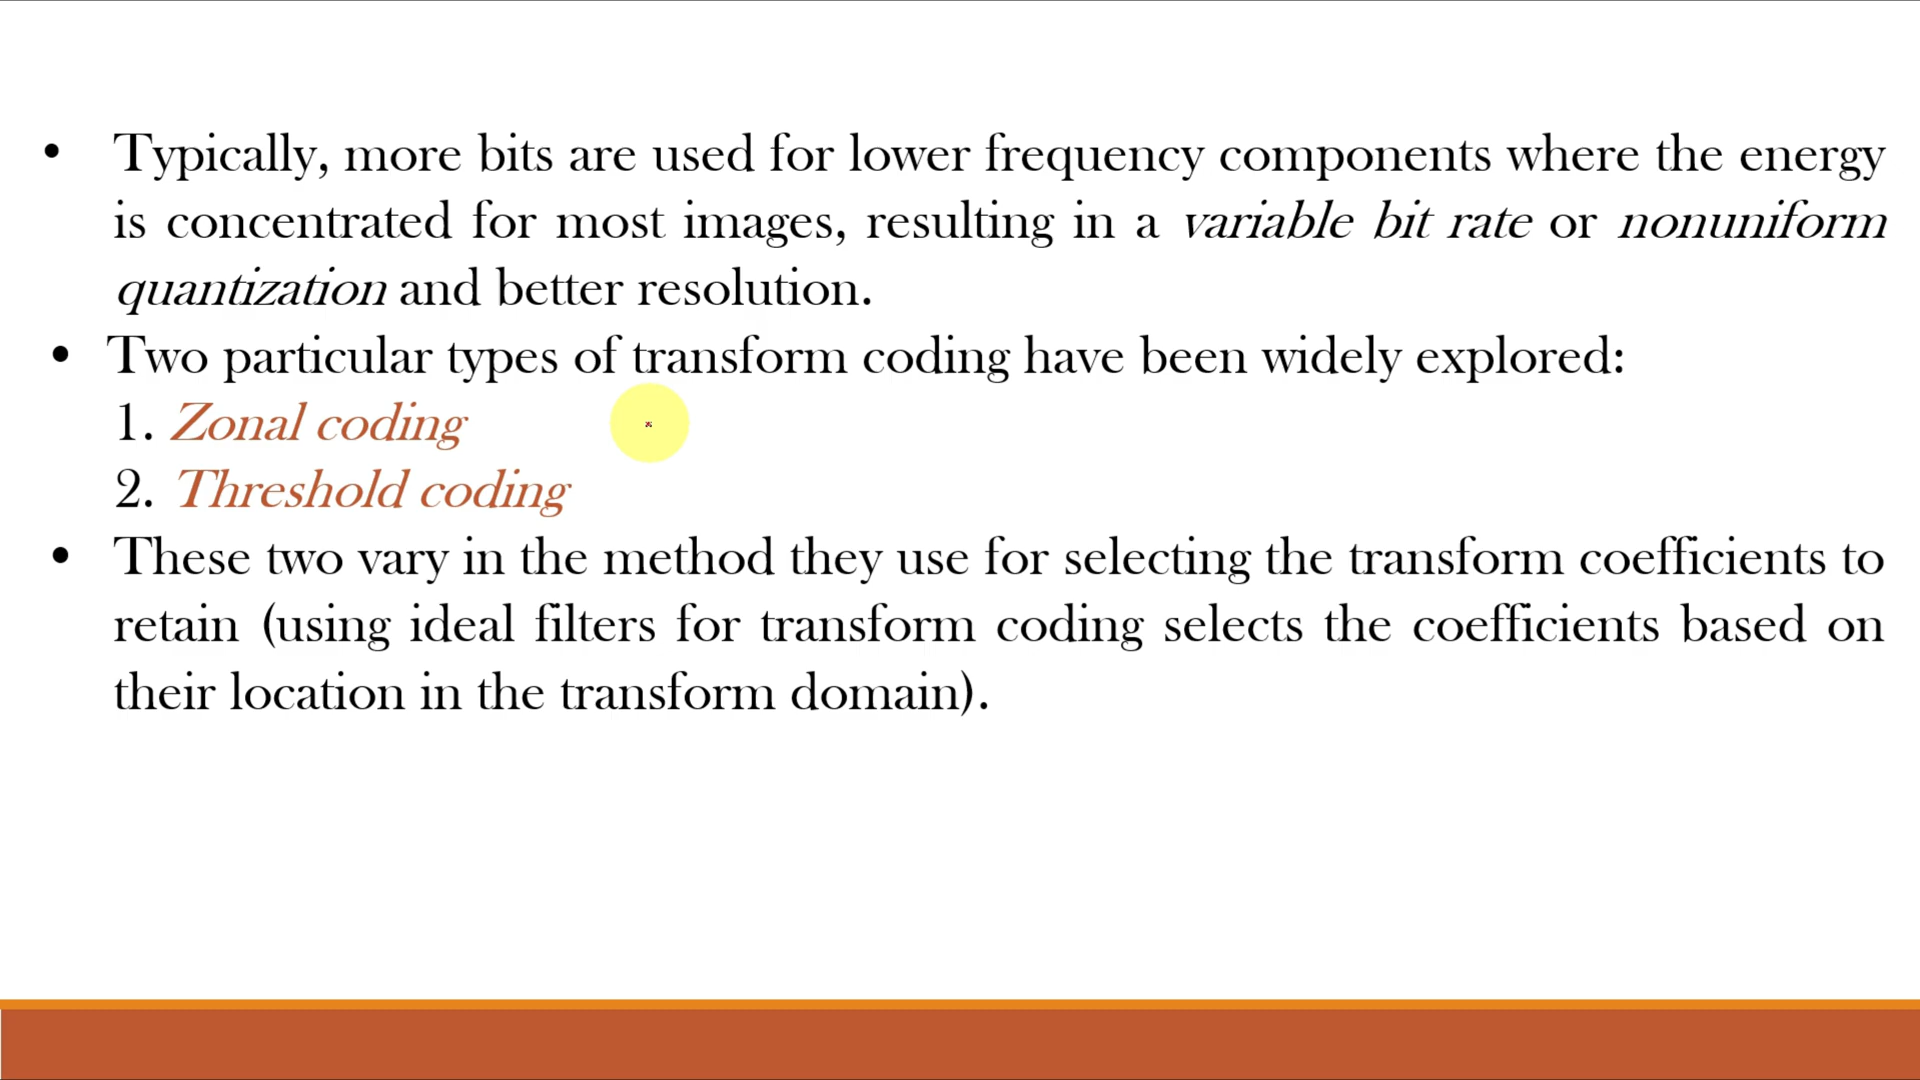 • Typically, more bits are used for lower frequency components where the energy
is concentrated for most images, resulting in a variable bit rate or nonuniform
quantization and better resolution.
• Two particular types of transform coding have been widely explored:
1. Zonal coding
2. Threshold coding
• These two vary in the method they use for selecting the transform coefficients to
retain (using ideal filters for transform coding selects the coefficients based on
their location in the transform domain).